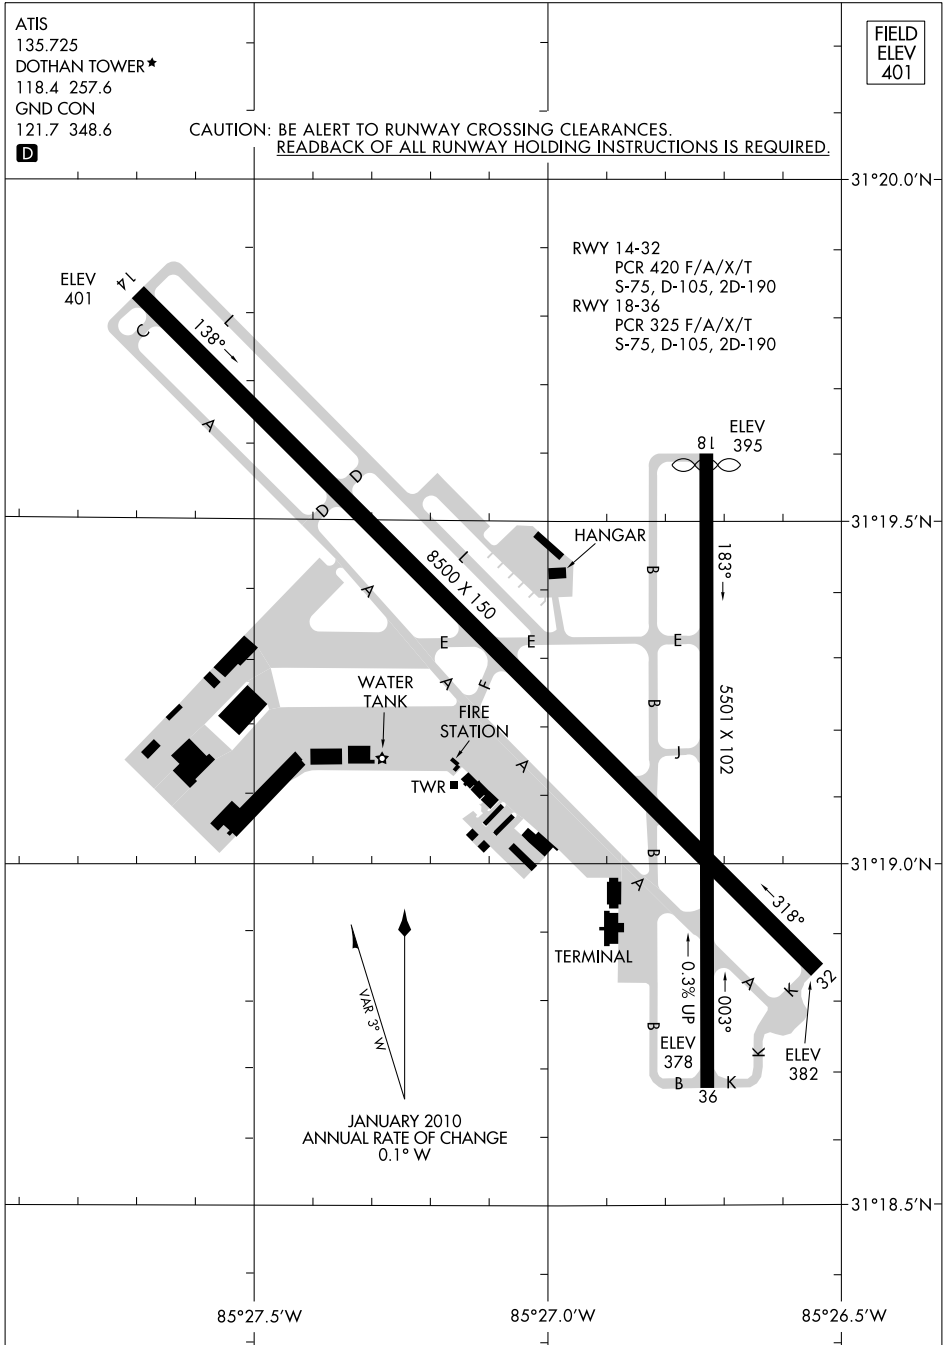 ATIS
135.725
DOTHAN TOWER★
118.4 257.6
GND CON
121.7 348.6
D
FIELD
ELEV
401
CAUTION: BE ALERT TO RUNWAY CROSSING CLEARANCES.
READBACK OF ALL RUNWAY HOLDING INSTRUCTIONS IS REQUIRED.
31°20.0'N
RWY 14-32
PCR 420 F/A/X/T
S-75, D-105, 2D-190
RWY 18-36
PCR 325 F/A/X/T
S-75, D-105, 2D-190
ELEV
401
14
C
L
138°→
A
ELEV
395
18
D
D
31°19.5'N
HANGAR
L
8500 X 150
A
B
183°→
E
E
E
A
F
WATER
TANK
FIRE
STATION
B
5501 X 102
J
A
TWR
B
31°19.0'N
A
←318°
TERMINAL
→0.3% UP
→003°
A
K
32
VAR 3° W
B
ELEV
378
K
ELEV
382
B
K
36
JANUARY 2010
ANNUAL RATE OF CHANGE
0.1° W
31°18.5'N
85°27.5'W
85°27.0'W
85°26.5'W